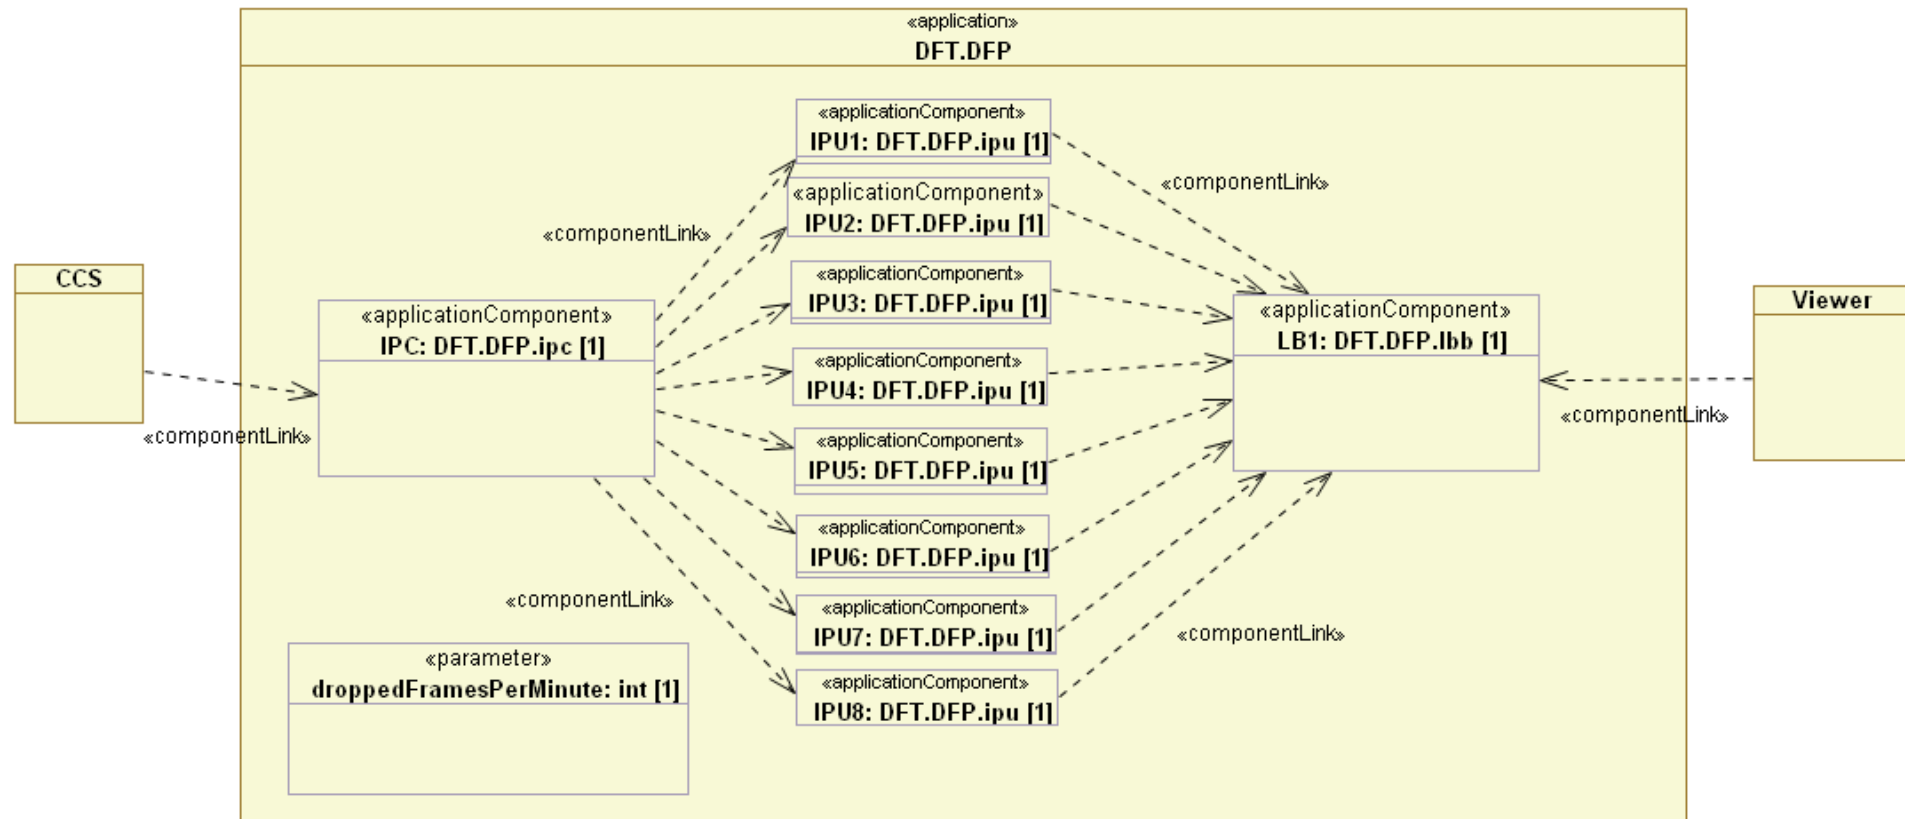 «application»
DFT.DFP
«applicationComponent»
IPU1: DFT.DFP.ipu [1]
«componentLink»
«applicationComponent»
IPU2: DFT.DFP.ipu [1]
«componentLink»
CCS
«applicationComponent»
IPU3: DFT.DFP.ipu [1]
«applicationComponent»
IPC: DFT.DFP.ipc [1]
«applicationComponent»
LB1: DFT.DFP.lbb [1]
Viewer
«applicationComponent»
IPU4: DFT.DFP.ipu [1]
«componentLink»
«componentLink»
«applicationComponent»
IPU5: DFT.DFP.ipu [1]
«applicationComponent»
IPU6: DFT.DFP.ipu [1]
«componentLink»
«applicationComponent»
IPU7: DFT.DFP.ipu [1]
«componentLink»
«parameter»
droppedFramesPerMinute: int [1]
«applicationComponent»
IPU8: DFT.DFP.ipu [1]